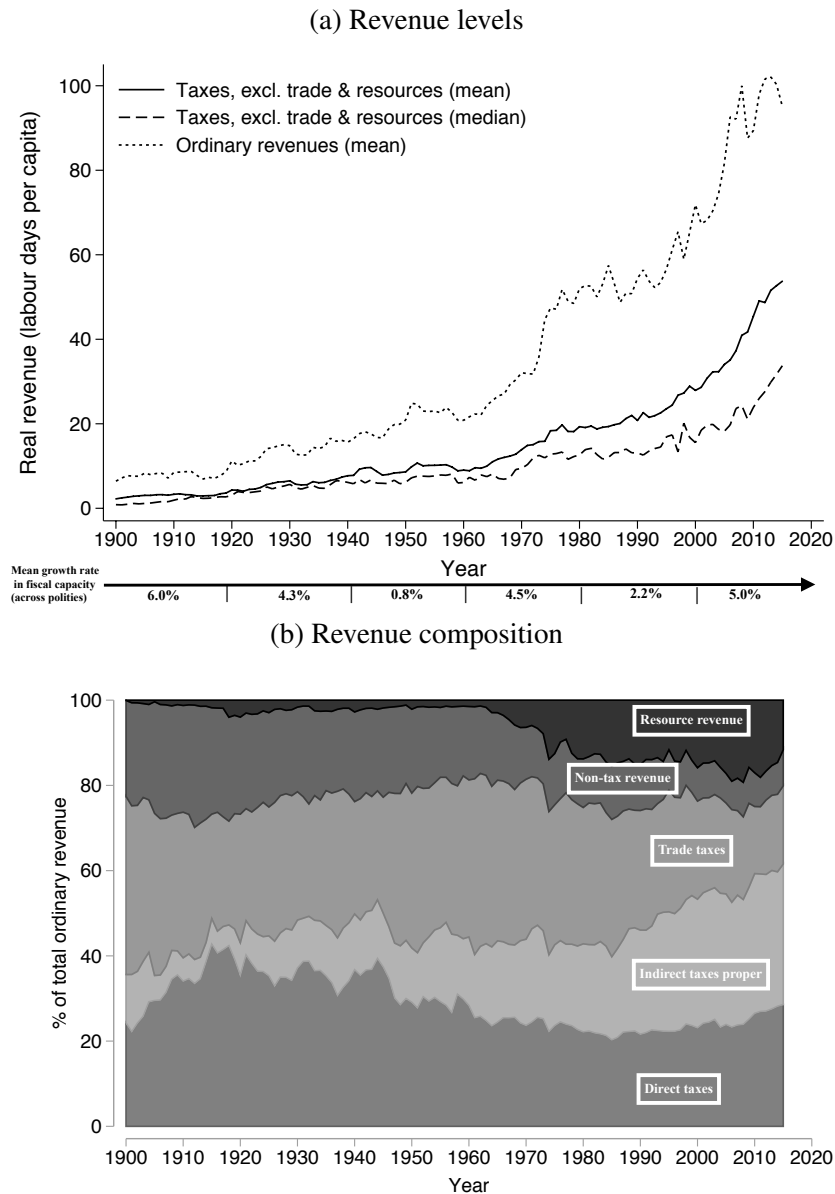 (a) Revenue levels
Real revenue (labour days per capita)
100
80
60
40
20
0
Taxes, excl. trade & resources (mean)
Taxes, excl. trade & resources (median)
Ordinary revenues (mean)
1900 1910 1920 1930 1940 1950 1960 1970 1980 1990 2000 2010 2020
Year
Mean growth rate
in fiscal capacity
(across polities)
6.0% 4.3% 0.8% 4.5% 2.2% 5.0%
(b) Revenue composition
% of total ordinary revenue
100
80
60
40
20
0
Resource revenue
Non-tax revenue
Trade taxes
Indirect taxes proper
Direct taxes
1900 1910 1920 1930 1940 1950 1960 1970 1980 1990 2000 2010 2020
Year